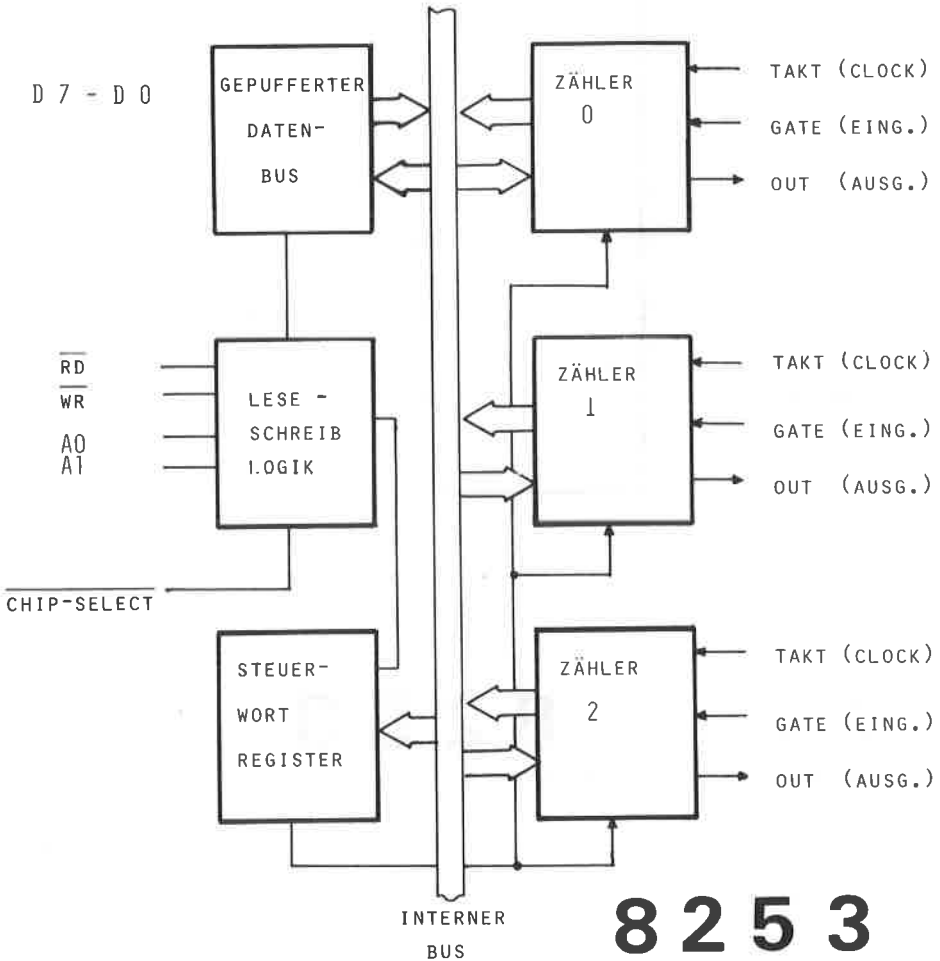 D7-D0
GEPUFFERTER
DATEN-
BUS
ZÄHLER
0
TAKT (CLOCK)
GATE (EING.)
OUT (AUSG.)
RD
WR
A0
A1
LESE -
SCHREIB
LOGIK
ZÄHLER
1
TAKT (CLOCK)
GATE (EING.)
OUT (AUSG.)
CHIP-SELECT
STEUER-
WORT
REGISTER
ZÄHLER
2
TAKT (CLOCK)
GATE (EING.)
OUT (AUSG.)
INTERNER
BUS
8253